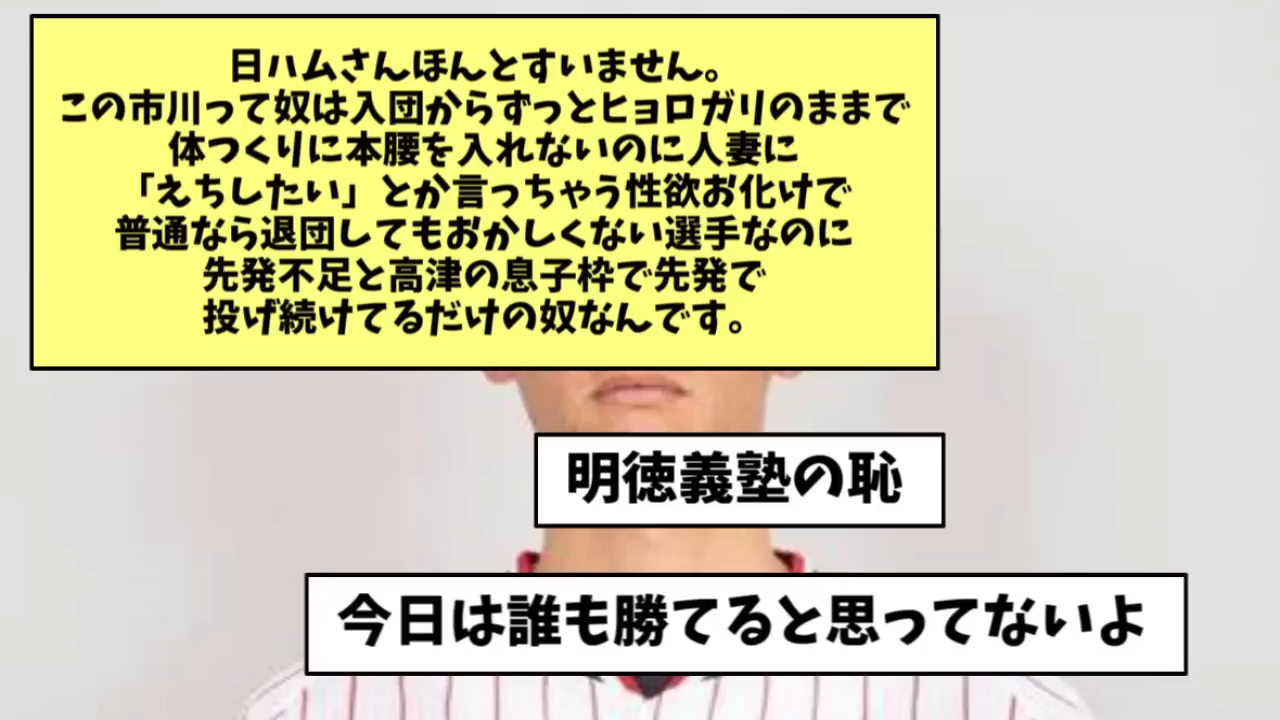 日ハムさんほんとすいません。
この市川って奴は入団からずっとヒョロガリのままで
体つくりに本腰を入れないのに人妻に
「えちしたい」とか言っちゃう性欲お化けで
普通なら退団してもおかしくない選手なのに
先発不足と高津の息子枠で先発で
投げ続けてるだけの奴なんです。
明徳義塾の恥
今日は誰も勝てると思ってないよ